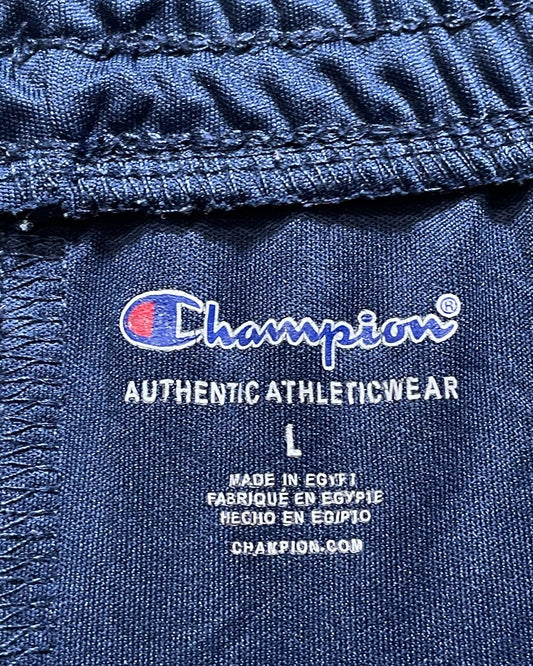 Champion®
AUTHENTIC ATHLETICWEAR
L
MADE IN EGYPT
FABRIQUÉ EN EGYPTE
HECHO EN EGIPTO
CHAMPION.COM